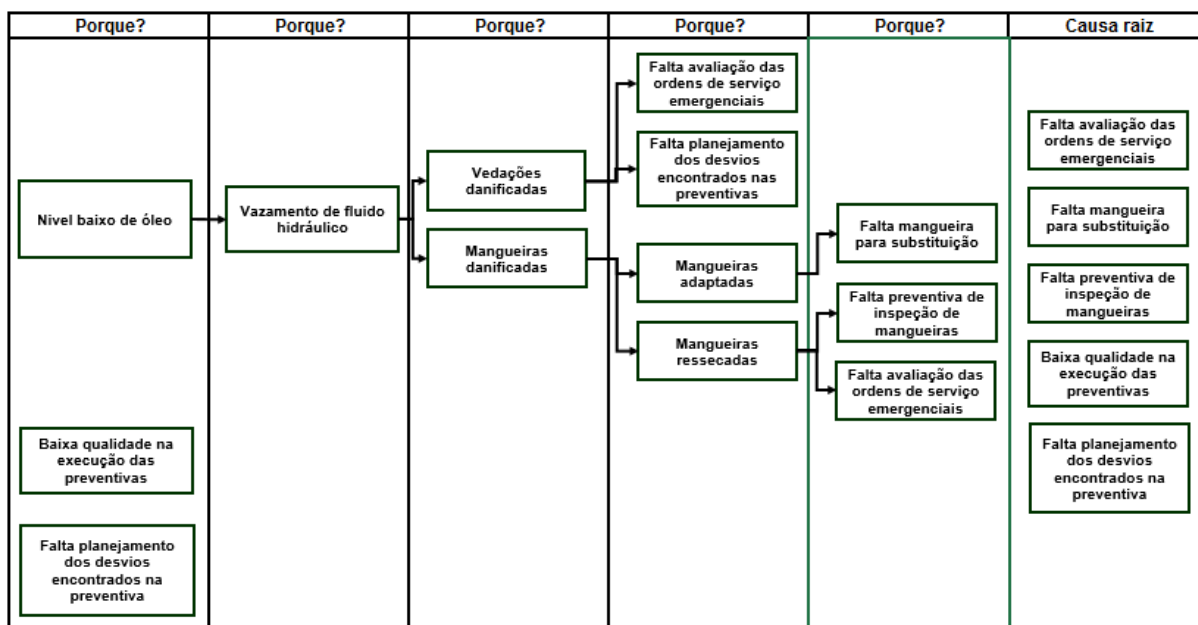 Porque?
Porque?
Porque?
Porque?
Porque?
Causa raiz
Nivel baixo de óleo
Baixa qualidade na
execução das
preventivas
Falta planejamento
dos desvios
encontrados na
preventiva
Vazamento de fluido
hidráulico
Vedações
danificadas
Mangueiras
danificadas
Falta avaliação das
ordens de serviço
emergenciais
Falta planejamento
dos desvios
encontrados nas
preventivas
Mangueiras
adaptadas
Mangueiras
ressecadas
Falta mangueira
para substituição
Falta preventiva de
inspeção de
mangueiras
Falta avaliação das
ordens de serviço
emergenciais
Falta avaliação das
ordens de serviço
emergenciais
Falta mangueira
para substituição
Falta preventiva de
inspeção de
mangueiras
Baixa qualidade na
execução das
preventivas
Falta planejamento
dos desvios
encontrados na
preventiva